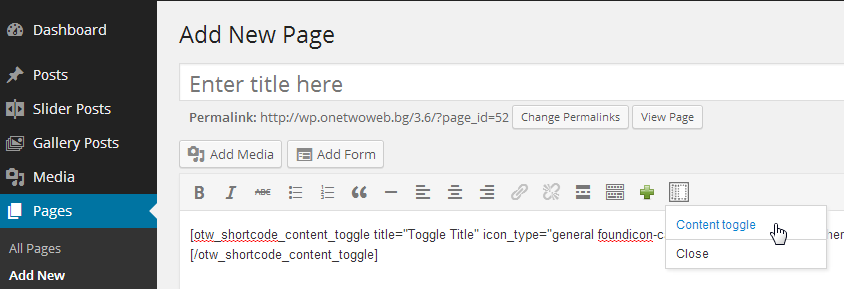 Dashboard
Posts
Slider Posts
Gallery Posts
Media
Pages
All Pages
Add New
Add New Page
Enter title here
Permalink: http://wp.onetwoweb.bg/3.6/?page_id=52 Change Permalinks View Page
Add Media Add Form
B I ABC
[otw_shortcode_content_toggle title="Toggle Title" icon_type="general foundicon-ca
[/otw_shortcode_content_toggle]
Content toggle
Close